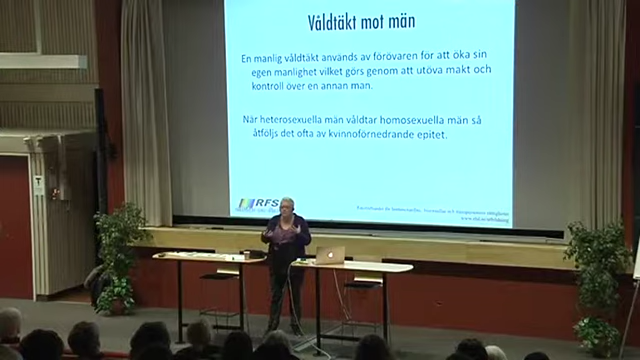 Våldtäkt mot män
En manlig våldtäkt används av förövaren för att öka sin
egen manlighet vilket görs genom att utöva makt och
kontroll över en annan man.
När heterosexuella män våldtar homosexuella män så
åtföljs det ofta av kvinnoförnedrande epitet.
RFS